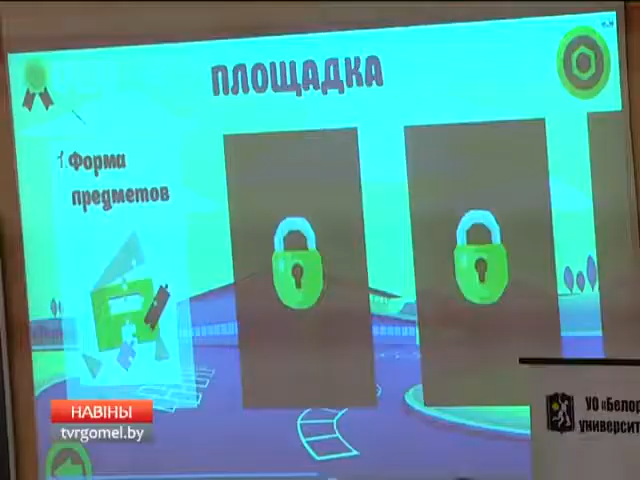 ПЛОЩАДКА
1. Форма
предметов
НАВІНЫ
tvrgomel.by
УО «Белор
университ